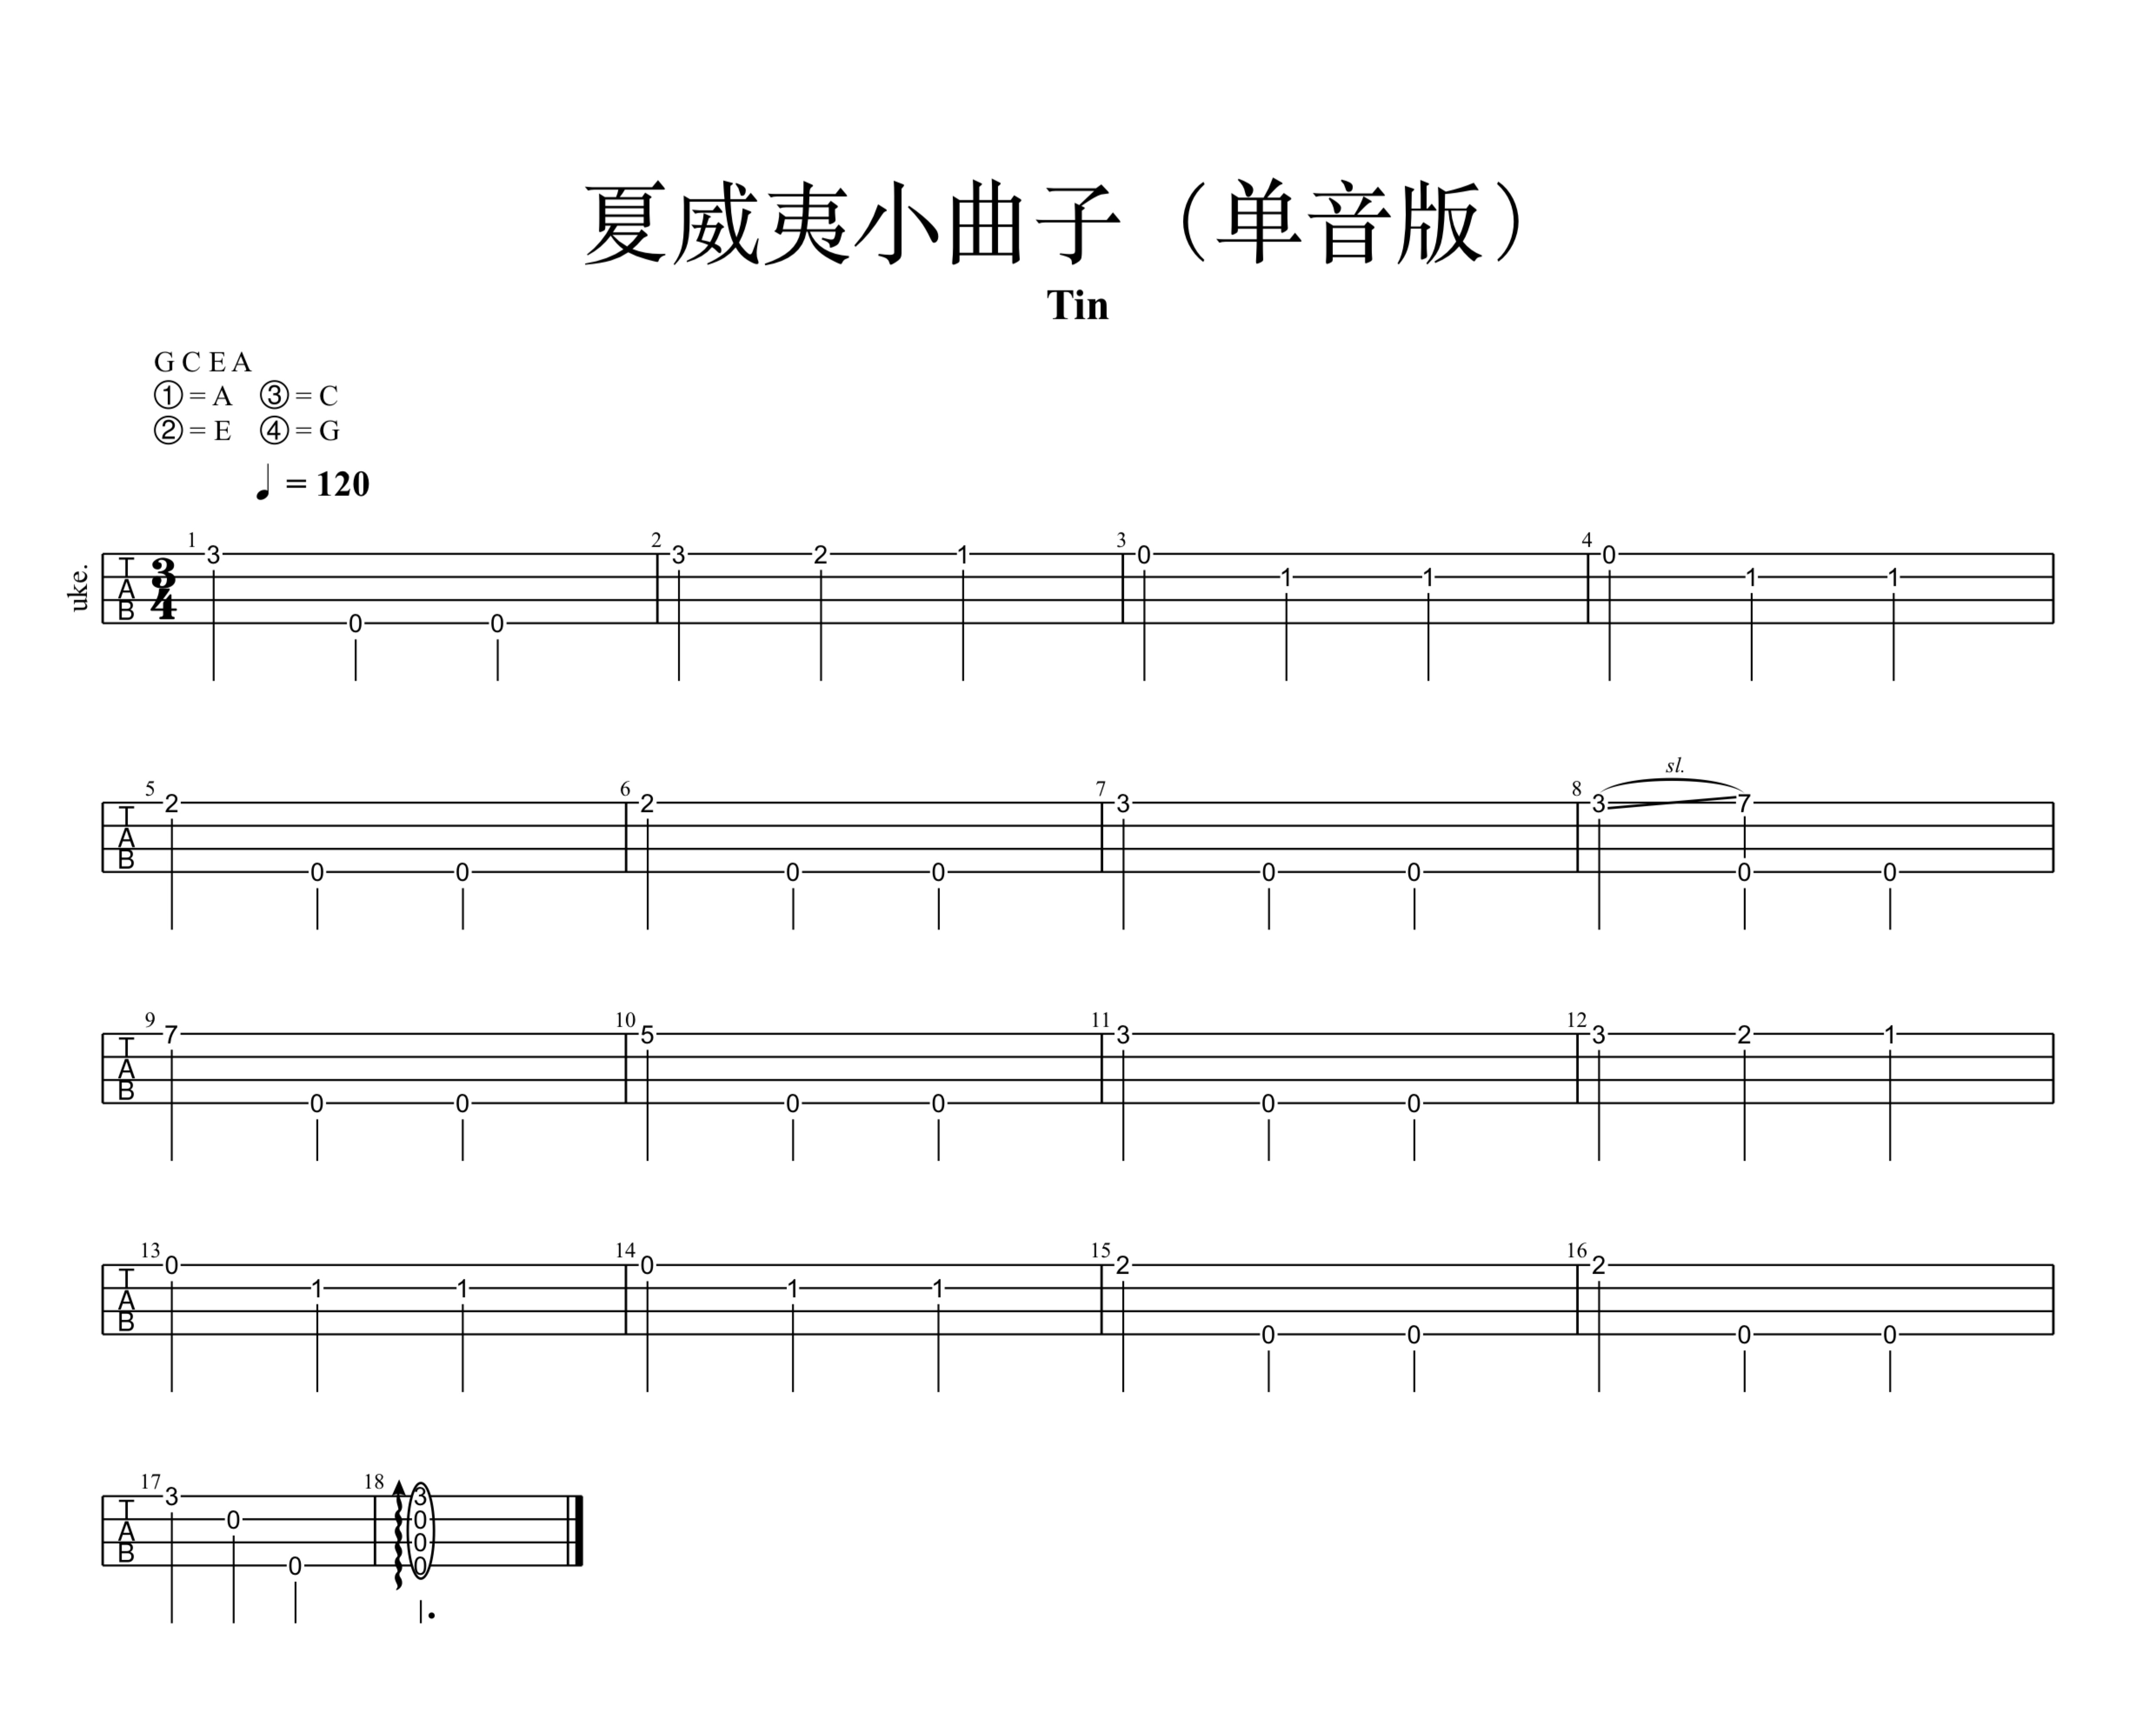 夏威夷小曲子（单音版）
Tin
G C E A
① = A ③ = C
② = E ④ = G
♩ = 120
uke.
1 2 3 4
T A B 3/4
3 0 0 3 2 1 0 1 1 0 1 1
sl.
5 6 7 8
T A B
2 0 0 2 0 0 3 0 0 3 7 0 0
9 10 11 12
T A B
7 0 0 5 0 0 3 0 0 3 2 1
13 14 15 16
T A B
0 1 1 0 1 1 2 0 0 2 0 0
17 18
T A B
3 0 0 3 0 0 0